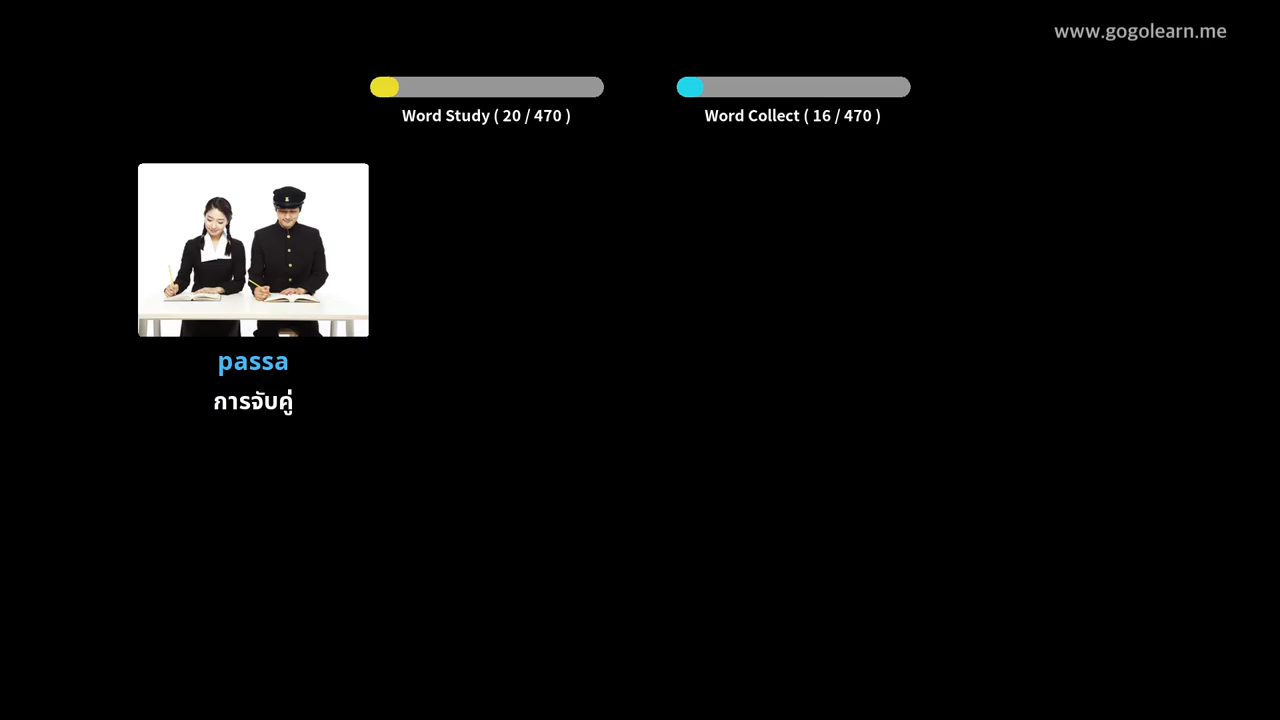 www.gogolearn.me
Word Study ( 20 / 470 )
Word Collect ( 16 / 470 )
passa
การจับคู่